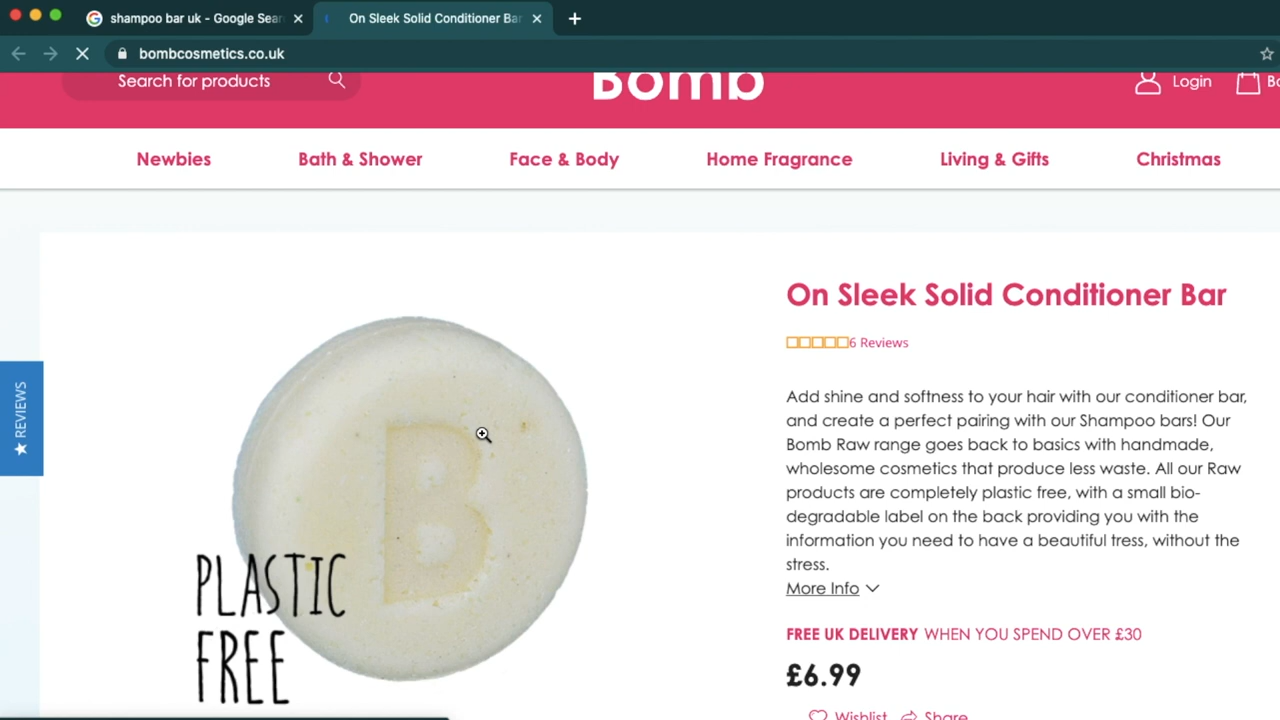 shampoo bar uk - Google Sear
On Sleek Solid Conditioner Bar
bombcosmetics.co.uk
Search for products
Bomb
Login
Newbies
Bath & Shower
Face & Body
Home Fragrance
Living & Gifts
Christmas
On Sleek Solid Conditioner Bar
6 Reviews
Add shine and softness to your hair with our conditioner bar,
and create a perfect pairing with our Shampoo bars! Our
Bomb Raw range goes back to basics with handmade,
wholesome cosmetics that produce less waste. All our Raw
products are completely plastic free, with a small bio-
degradable label on the back providing you with the
information you need to have a beautiful tress, without the
stress.
More Info
FREE UK DELIVERY WHEN YOU SPEND OVER £30
£6.99
Wishlist
Share
★ REVIEWS
B
PLASTIC
FREE